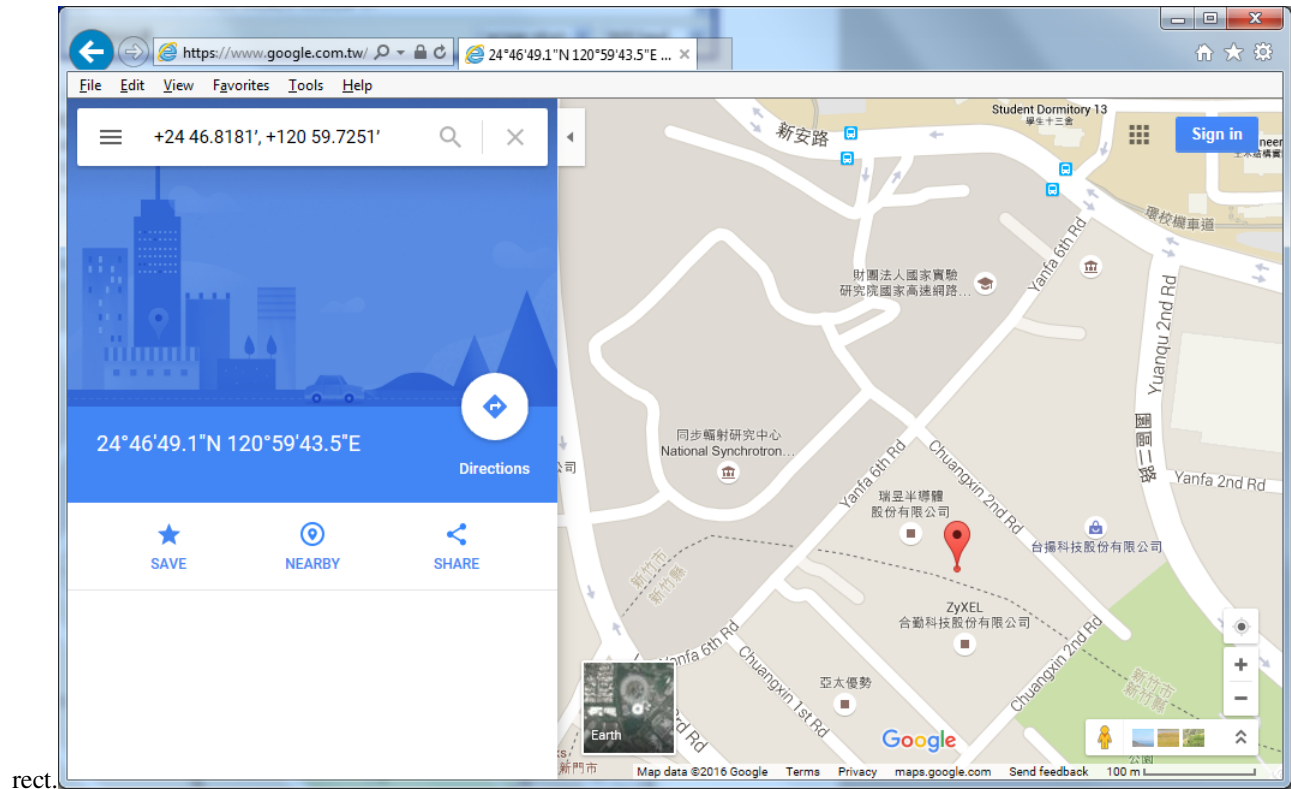 https://www.google.com.tw/
24°46'49.1"N 120°59'43.5"E ...
File Edit View Favorites Tools Help
+24 46.8181′, +120 59.7251′
24°46'49.1"N 120°59'43.5"E
Directions
SAVE
NEARBY
SHARE
Student Dormitory 13
學生十三舍
Sign in
新安路
環校機車道
Yanfa 6th Rd
財團法人國家實驗
研究院國家高速網路...
Yuanqu 2nd Rd
園區二路
同步輻射研究中心
National Synchrotron...
Yanfa 6th Rd
Chuangxin 2nd Rd
Yanfa 2nd Rd
瑞昱半導體
股份有限公司
台揚科技股份有限公司
公司
新竹市
新竹縣
ZyXEL
合勤科技股份有限公司
Yanfa 6th Rd
Chuangxin 1st Rd
Chuangxin 2nd Rd
亞太優勢
新竹市
新竹縣
3rd Rd
Earth
Google
公園
新門市
Map data ©2016 Google Terms Privacy maps.google.com Send feedback 100 m
rect.